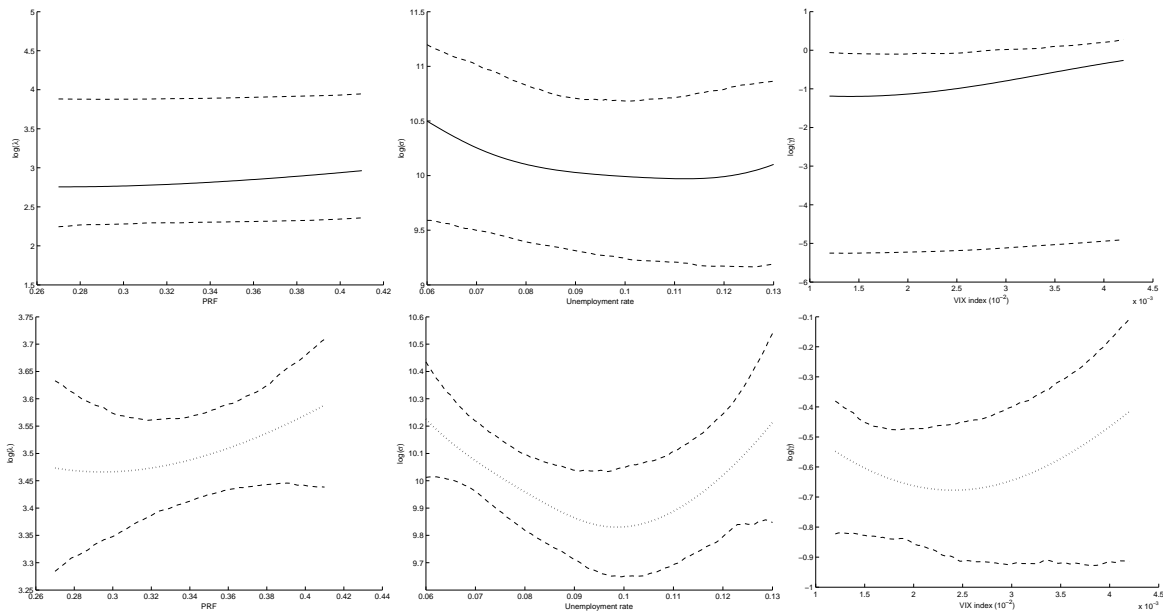 5
4.5
4
3.5
3
2.5
2
1.5
log(λ)
0.26 0.28 0.3 0.32 0.34 0.36 0.38 0.4 0.42
PRF
11.5
11
10.5
10
9.5
9
log(σ)
0.06 0.07 0.08 0.09 0.1 0.11 0.12 0.13
Unemployment rate
1
0
−1
−2
−3
−4
−5
−6
log(γ)
1 1.5 2 2.5 3 3.5 4 4.5
x 10⁻³
VIX index (10⁻²)
3.75
3.7
3.65
3.6
3.55
3.5
3.45
3.4
3.35
3.3
3.25
log(λ)
0.26 0.28 0.3 0.32 0.34 0.36 0.38 0.4 0.42 0.44
PRF
10.6
10.5
10.4
10.3
10.2
10.1
10
9.9
9.8
9.7
9.6
log(σ)
0.06 0.07 0.08 0.09 0.1 0.11 0.12 0.13
Unemployment rate
−0.1
−0.2
−0.3
−0.4
−0.5
−0.6
−0.7
−0.8
−0.9
−1
log(γ)
1 1.5 2 2.5 3 3.5 4 4.5
x 10⁻³
VIX index (10⁻²)